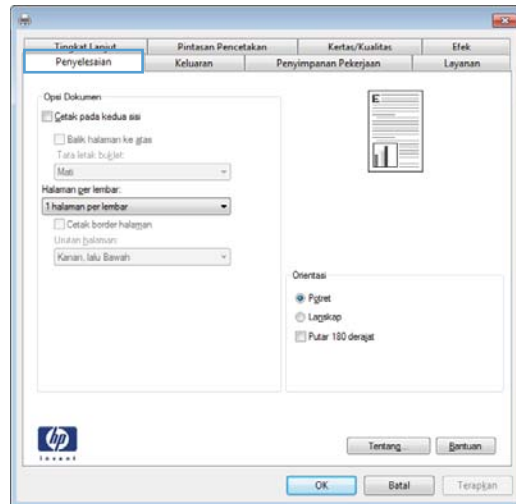 Tingkat Lanjut Pintasan Pencetakan Kertas/Kualitas Efek
Penyelesaian Keluaran Penyimpanan Pekerjaan Layanan
Opsi Dokumen
Cetak pada kedua sisi
Balik halaman ke atas
Tata letak buklet:
Mati
Halaman per lembar:
1 halaman per lembar
Cetak border halaman
Urutan halaman:
Kanan, lalu Bawah
E
Orientasi
Potret
Lanskap
Putar 180 derajat
hp
invent
Tentang... Bantuan
OK Batal Terapkan